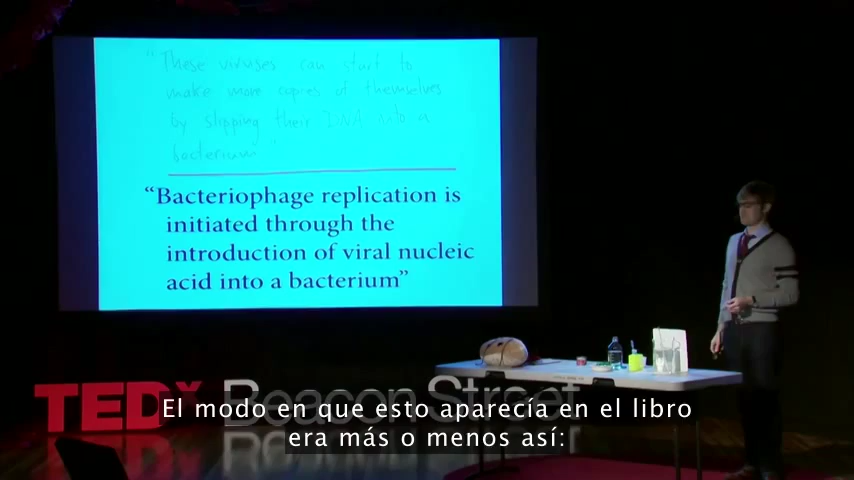 "These viruses can start to
make more copies of themselves
by slipping their DNA into a
bacterium"
“Bacteriophage replication is
initiated through the
introduction of viral nucleic
acid into a bacterium”
TEDx Beacon Street
El modo en que esto aparecía en el libro
era más o menos así: